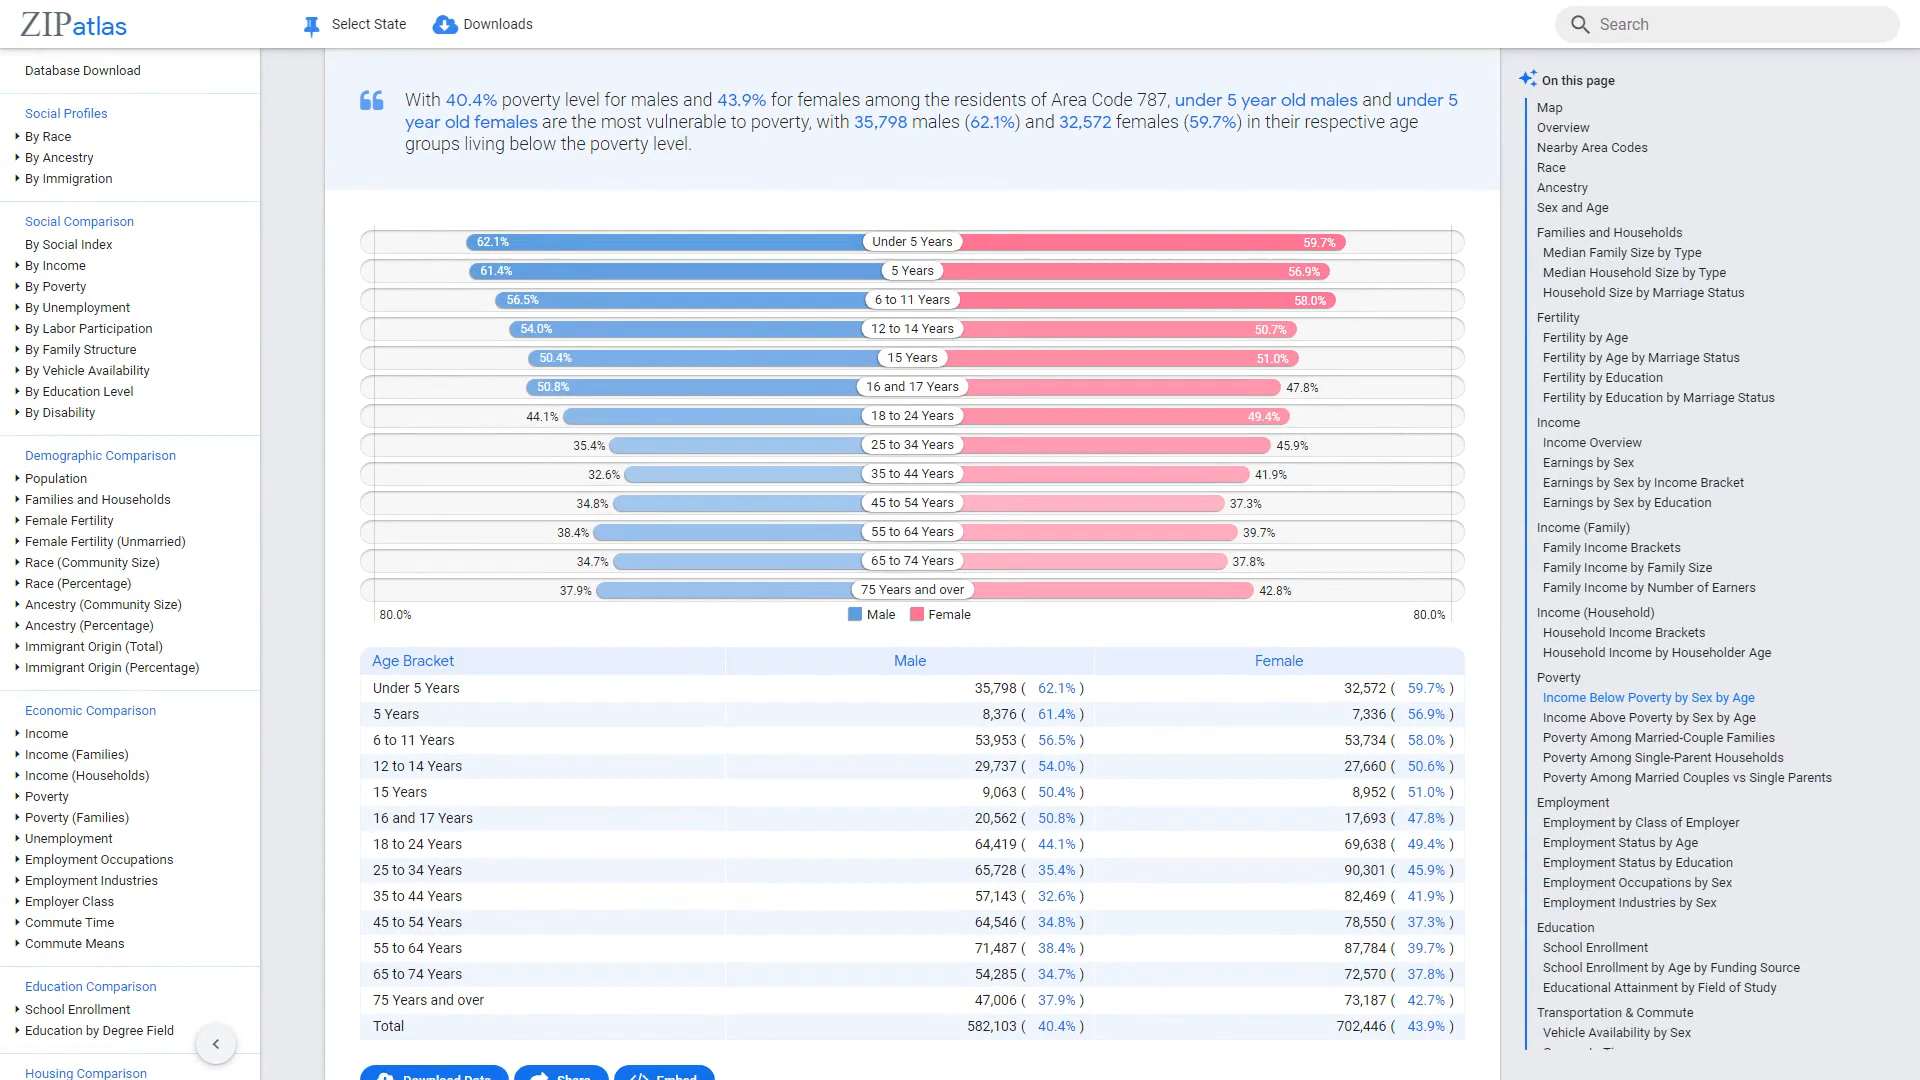 ZIPatlas
Select State
Downloads
Search
Database Download
Social Profiles
By Race
By Ancestry
By Immigration
Social Comparison
By Social Index
By Income
By Poverty
By Unemployment
By Labor Participation
By Family Structure
By Vehicle Availability
By Education Level
By Disability
Demographic Comparison
Population
Families and Households
Female Fertility
Female Fertility (Unmarried)
Race (Community Size)
Race (Percentage)
Ancestry (Community Size)
Ancestry (Percentage)
Immigrant Origin (Total)
Immigrant Origin (Percentage)
Economic Comparison
Income
Income (Families)
Income (Households)
Poverty
Poverty (Families)
Unemployment
Employment Occupations
Employment Industries
Employer Class
Commute Time
Commute Means
Education Comparison
School Enrollment
Education by Degree Field
Housing Comparison
With 40.4% poverty level for males and 43.9% for females among the residents of Area Code 787, under 5 year old males and under 5
year old females are the most vulnerable to poverty, with 35,798 males (62.1%) and 32,572 females (59.7%) in their respective age
groups living below the poverty level.
62.1% Under 5 Years 59.7%
61.4% 5 Years 56.9%
56.5% 6 to 11 Years 58.0%
54.0% 12 to 14 Years 50.7%
50.4% 15 Years 51.0%
50.8% 16 and 17 Years 47.8%
44.1% 18 to 24 Years 49.4%
35.4% 25 to 34 Years 45.9%
32.6% 35 to 44 Years 41.9%
34.8% 45 to 54 Years 37.3%
38.4% 55 to 64 Years 39.7%
34.7% 65 to 74 Years 37.8%
37.9% 75 Years and over 42.8%
80.0% Male Female 80.0%
Age Bracket Male Female
Under 5 Years 35,798 ( 62.1% ) 32,572 ( 59.7% )
5 Years 8,376 ( 61.4% ) 7,336 ( 56.9% )
6 to 11 Years 53,953 ( 56.5% ) 53,734 ( 58.0% )
12 to 14 Years 29,737 ( 54.0% ) 27,660 ( 50.6% )
15 Years 9,063 ( 50.4% ) 8,952 ( 51.0% )
16 and 17 Years 20,562 ( 50.8% ) 17,693 ( 47.8% )
18 to 24 Years 64,419 ( 44.1% ) 69,638 ( 49.4% )
25 to 34 Years 65,728 ( 35.4% ) 90,301 ( 45.9% )
35 to 44 Years 57,143 ( 32.6% ) 82,469 ( 41.9% )
45 to 54 Years 64,546 ( 34.8% ) 78,550 ( 37.3% )
55 to 64 Years 71,487 ( 38.4% ) 87,784 ( 39.7% )
65 to 74 Years 54,285 ( 34.7% ) 72,570 ( 37.8% )
75 Years and over 47,006 ( 37.9% ) 73,187 ( 42.7% )
Total 582,103 ( 40.4% ) 702,446 ( 43.9% )
Download Data Share Embed
On this page
Map
Overview
Nearby Area Codes
Race
Ancestry
Sex and Age
Families and Households
Median Family Size by Type
Median Household Size by Type
Household Size by Marriage Status
Fertility
Fertility by Age
Fertility by Age by Marriage Status
Fertility by Education
Fertility by Education by Marriage Status
Income
Income Overview
Earnings by Sex
Earnings by Sex by Income Bracket
Earnings by Sex by Education
Income (Family)
Family Income Brackets
Family Income by Family Size
Family Income by Number of Earners
Income (Household)
Household Income Brackets
Household Income by Householder Age
Poverty
Income Below Poverty by Sex by Age
Income Above Poverty by Sex by Age
Poverty Among Married-Couple Families
Poverty Among Single-Parent Households
Poverty Among Married Couples vs Single Parents
Employment
Employment by Class of Employer
Employment Status by Age
Employment Status by Education
Employment Occupations by Sex
Employment Industries by Sex
Education
School Enrollment
School Enrollment by Age by Funding Source
Educational Attainment by Field of Study
Transportation & Commute
Vehicle Availability by Sex